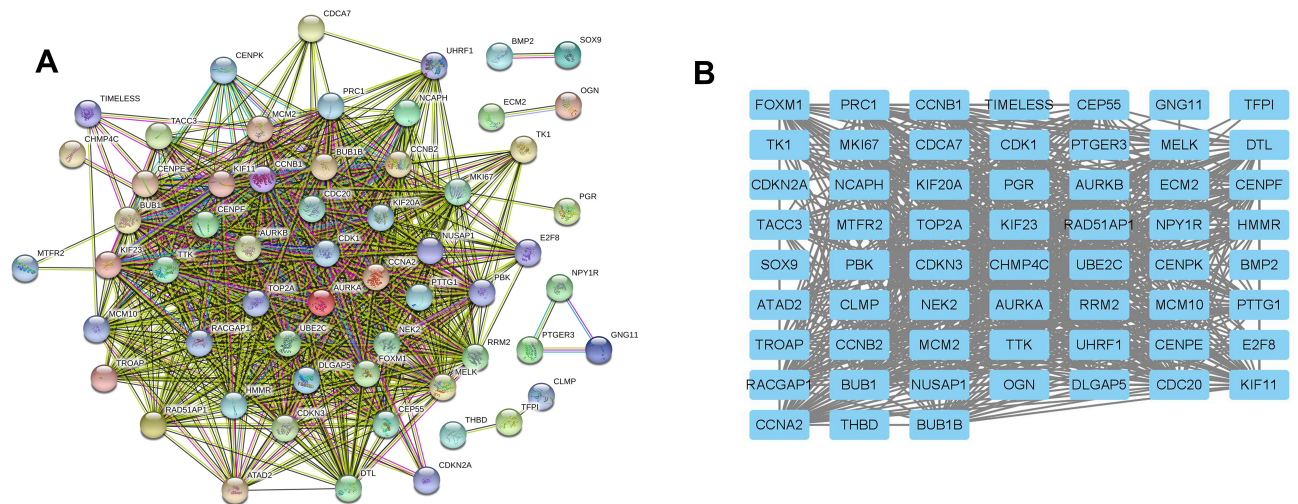 A
CDCA7
CENPK
UHRF1
BMP2
SOX9
TIMELESS
PRC1
NCAPH
ECM2
OGN
MCM2
TACC3
CHMP4C
TK1
CENPE
KIF11
CCNB1
BUB1B
CCNB2
MKI67
CDC20
KIF20A
PGR
BUB1
CENPF
AURKB
CDK1
NUSAP1
E2F8
MTFR2
KIF23
TTK
CCNA2
PTTG1
PBK
NPY1R
TOP2A
AURKA
MCM10
RACGAP1
UBE2C
NEK2
RRM2
PTGER3
GNG11
TROAP
DLGAP5
FOXM1
MELK
CLMP
HMMR
RAD51AP1
CDKN3
CEP55
THBD
TFPI
ATAD2
DTL
CDKN2A
B
FOXM1 PRC1 CCNB1 TIMELESS CEP55 GNG11 TFPI
TK1 MKI67 CDCA7 CDK1 PTGER3 MELK DTL
CDKN2A NCAPH KIF20A PGR AURKB ECM2 CENPF
TACC3 MTFR2 TOP2A KIF23 RAD51AP1 NPY1R HMMR
SOX9 PBK CDKN3 CHMP4C UBE2C CENPK BMP2
ATAD2 CLMP NEK2 AURKA RRM2 MCM10 PTTG1
TROAP CCNB2 MCM2 TTK UHRF1 CENPE E2F8
RACGAP1 BUB1 NUSAP1 OGN DLGAP5 CDC20 KIF11
CCNA2 THBD BUB1B